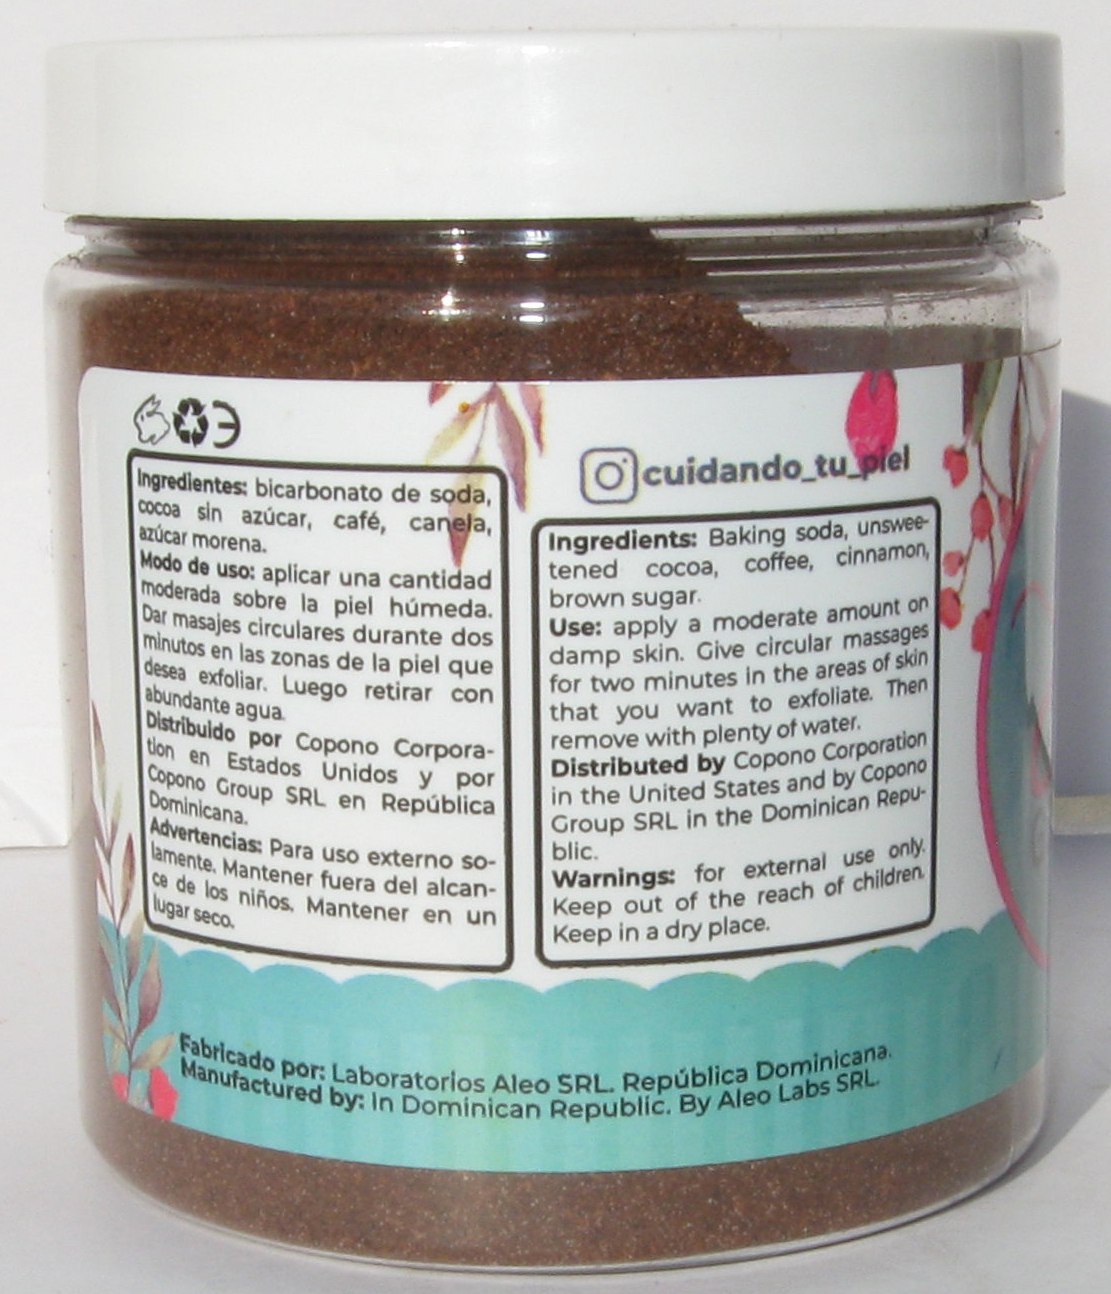 Ingredientes: bicarbonato de soda,
cocoa sin azúcar, café, canela,
azúcar morena.
Modo de uso: aplicar una cantidad
moderada sobre la piel húmeda.
Dar masajes circulares durante dos
minutos en las zonas de la piel que
desea exfoliar. Luego retirar con
abundante agua.
Distribuido por Copono Corpora-
tion en Estados Unidos y por
Copono Group SRL en República
Dominicana.
Advertencias: Para uso externo so-
lamente. Mantener fuera del alcan-
ce de los niños. Mantener en un
lugar seco.
cuidando_tu_piel
Ingredients: Baking soda, unswee-
tened cocoa, coffee, cinnamon,
brown sugar.
Use: apply a moderate amount on
damp skin. Give circular massages
for two minutes in the areas of skin
that you want to exfoliate. Then
remove with plenty of water.
Distributed by Copono Corporation
in the United States and by Copono
Group SRL in the Dominican Repu-
blic.
Warnings: for external use only.
Keep out of the reach of children.
Keep in a dry place.
Fabricado por: Laboratorios Aleo SRL. República Dominicana.
Manufactured by: In Dominican Republic. By Aleo Labs SRL.